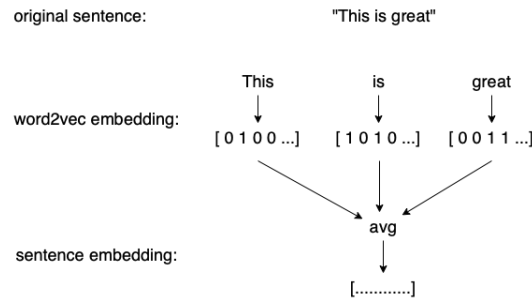 original sentence: "This is great"
This is great
word2vec embedding: [ 0 1 0 0 ...] [ 1 0 1 0 ...] [ 0 0 1 1 ...]
avg
sentence embedding:
[............]